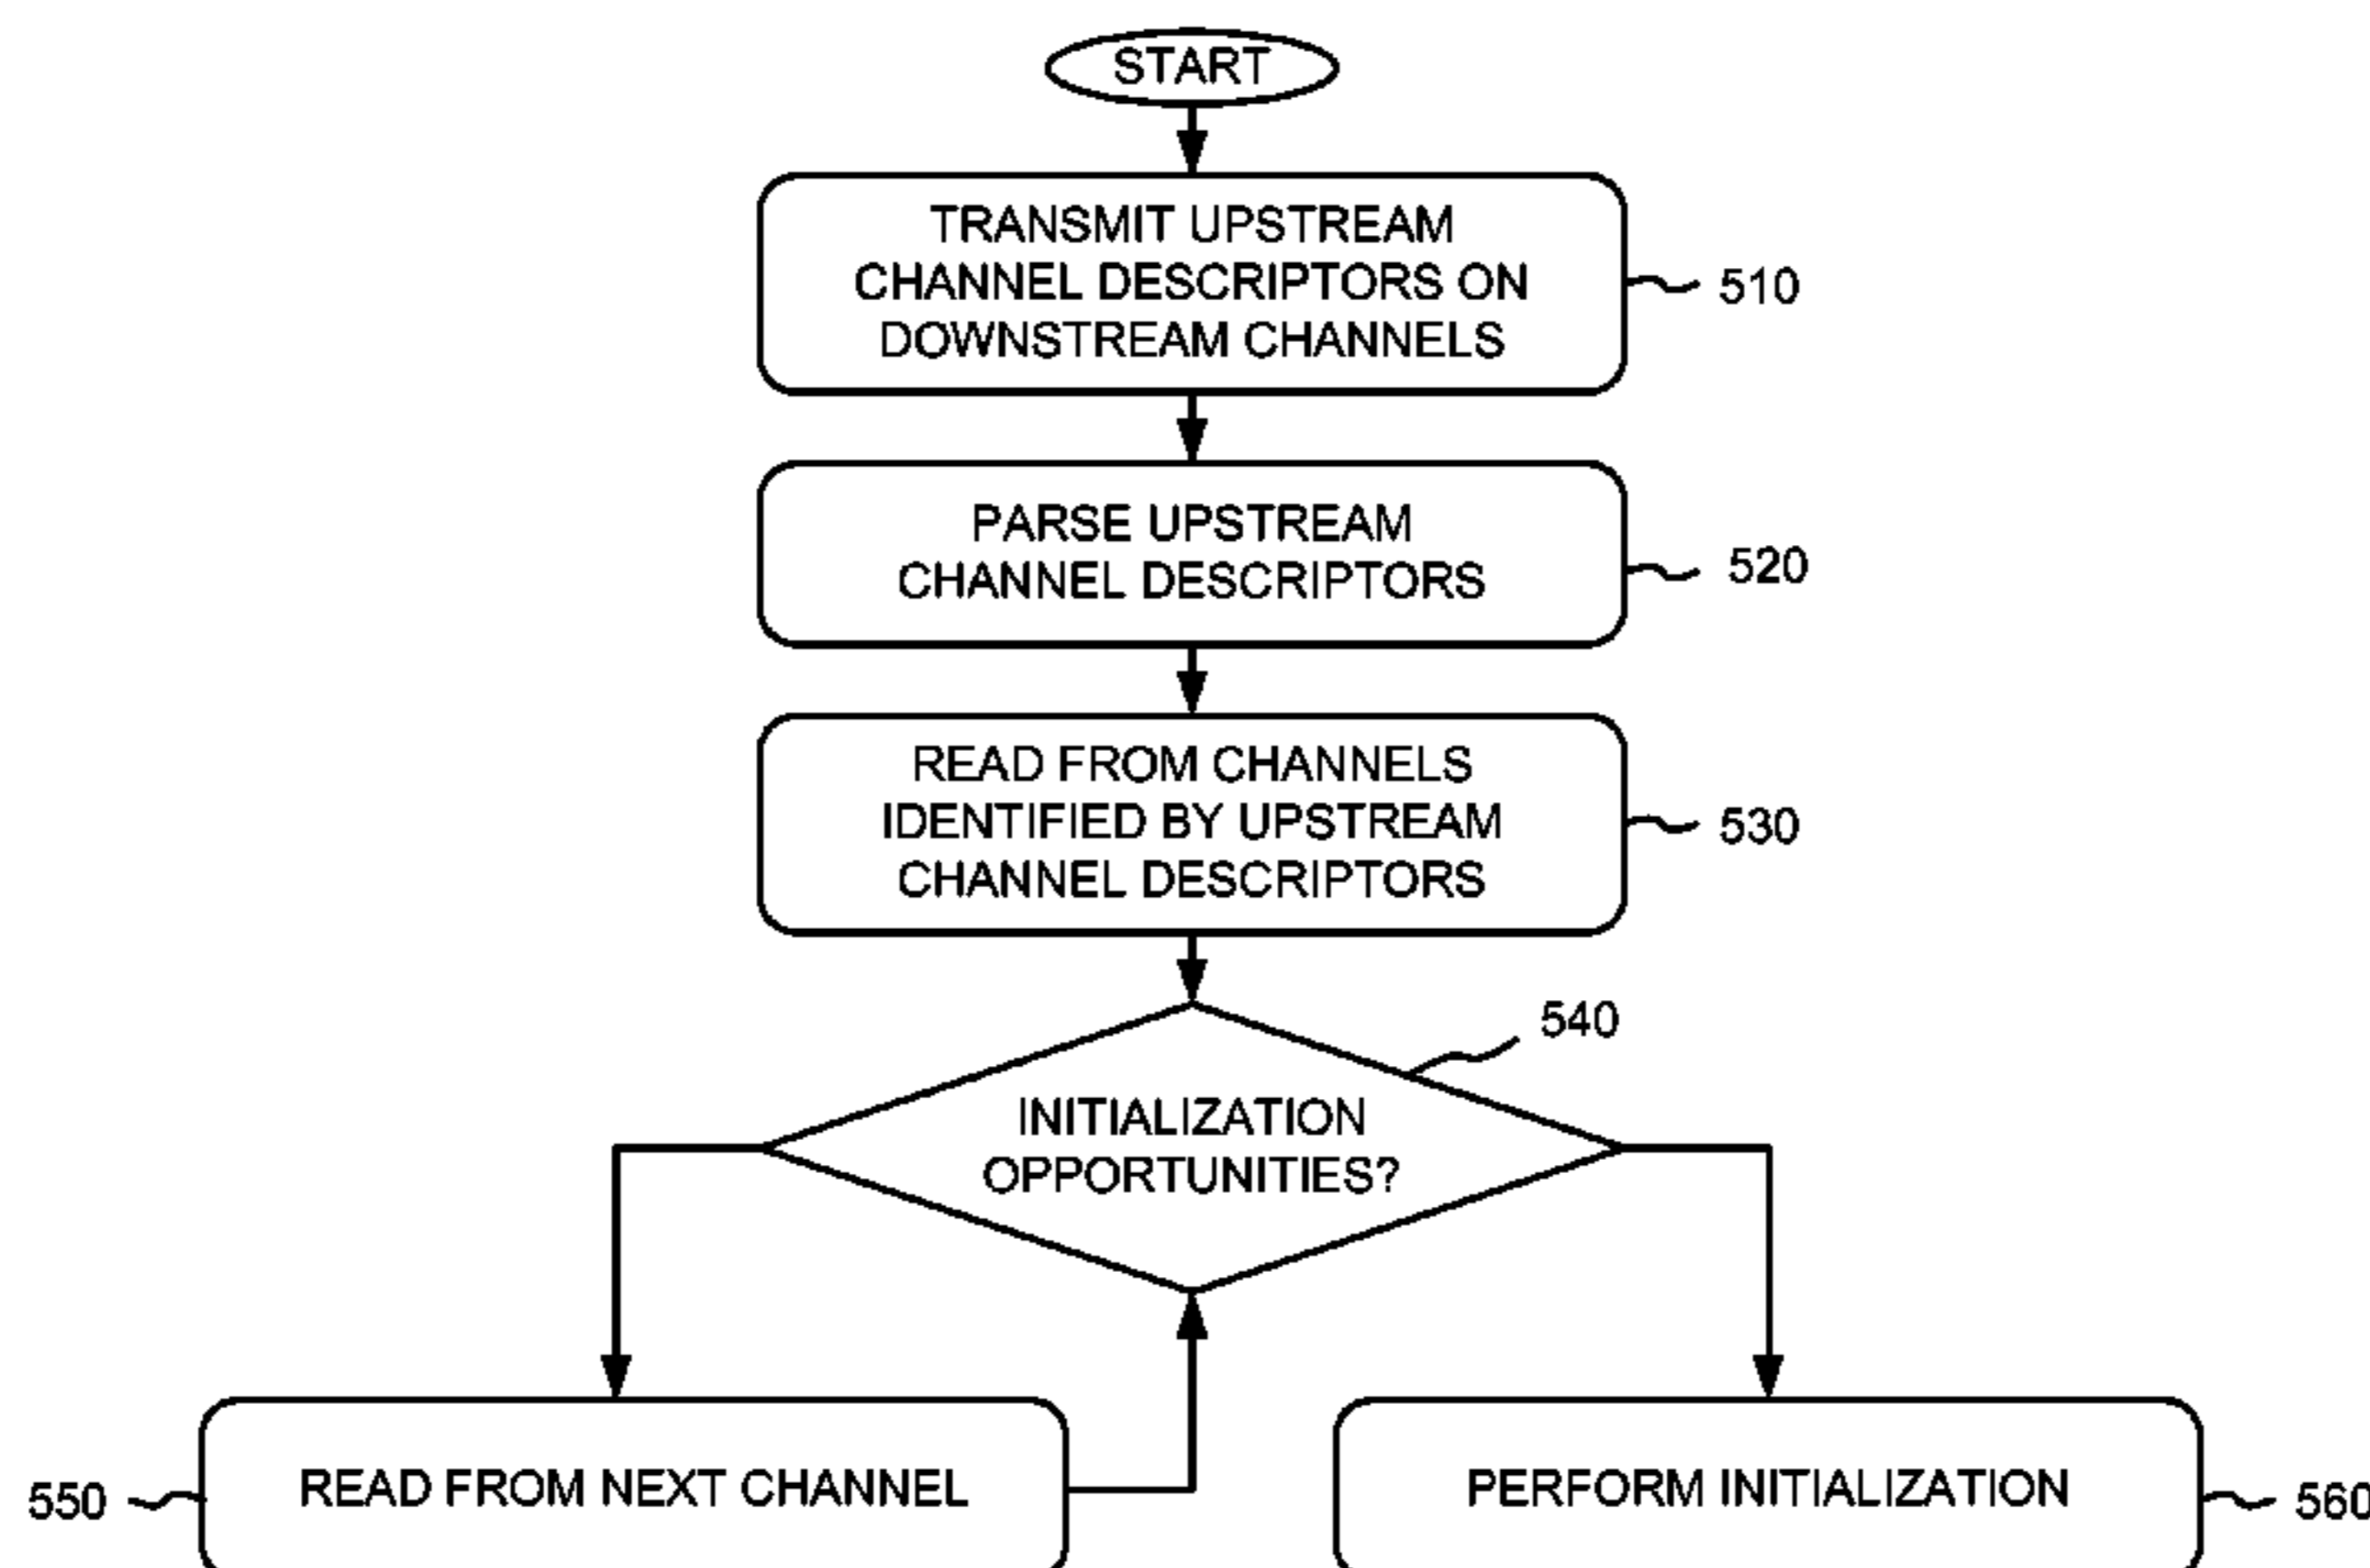 START
TRANSMIT UPSTREAM
CHANNEL DESCRIPTORS ON
DOWNSTREAM CHANNELS
510
PARSE UPSTREAM
CHANNEL DESCRIPTORS
520
READ FROM CHANNELS
IDENTIFIED BY UPSTREAM
CHANNEL DESCRIPTORS
530
540
INITIALIZATION
OPPORTUNITIES?
550
READ FROM NEXT CHANNEL
PERFORM INITIALIZATION
560